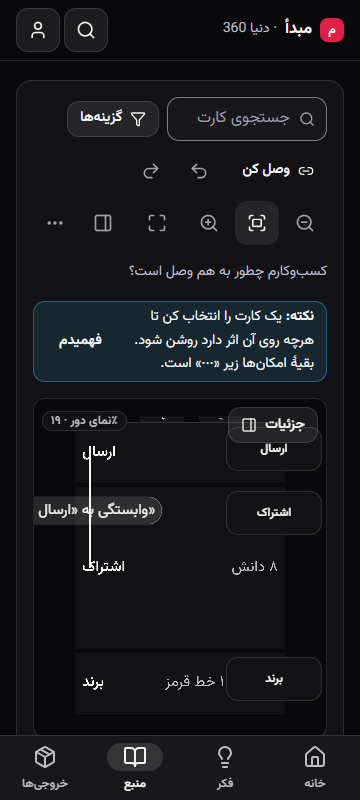 م مبدأ · دنیا 360
جستجوی کارت
گزینه‌ها
وصل کن
کسب‌وکارم چطور به هم وصل است؟
نکته: یک کارت را انتخاب کن تا
هرچه روی آن اثر دارد روشن شود.
بقیهٔ امکان‌ها زیر «···» است.
فهمیدم
جزئیات
نمای دور · ۱۹٪
ارسال
ارسال
وابستگی به «ارسال»
اشتراک
اشتراک
۸ دانش
برند
۱ خط قرمز
برند
خانه
فکر
منبع
خروجی‌ها